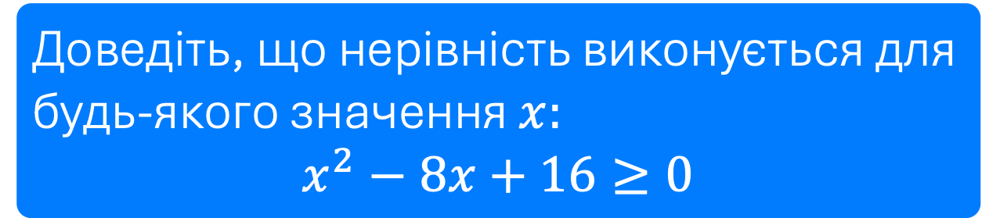 Доведіть, що нерівність виконується для
будь-якого значення x:
x² − 8x + 16 ≥ 0